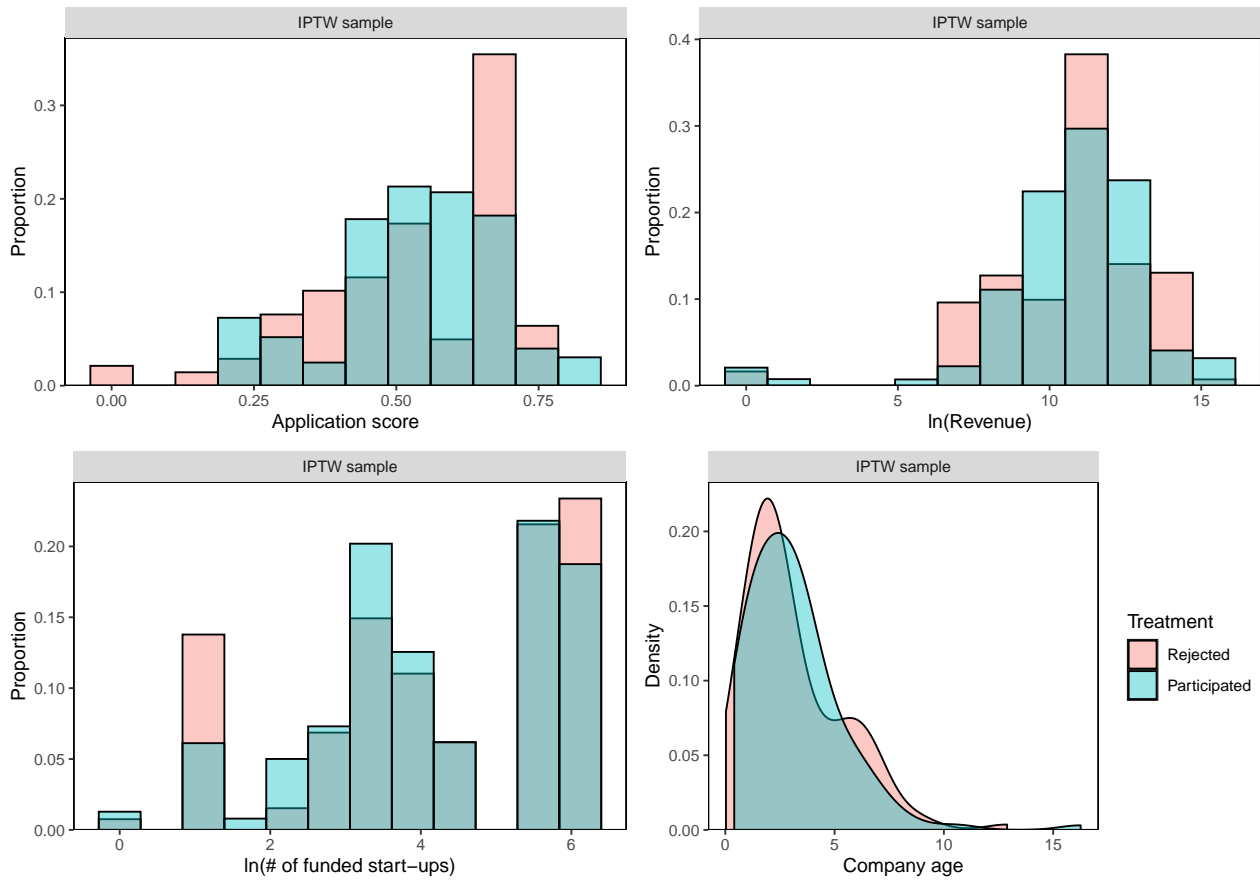 IPTW sample
0.3
0.2
0.1
0.0
Proportion
0.00 0.25 0.50 0.75
Application score
IPTW sample
0.4
0.3
0.2
0.1
0.0
Proportion
0 5 10 15
ln(Revenue)
IPTW sample
0.20
0.15
0.10
0.05
0.00
Proportion
0 2 4 6
ln(# of funded start−ups)
IPTW sample
0.20
0.15
0.10
0.05
0.00
Density
0 5 10 15
Company age
Treatment
Rejected
Participated